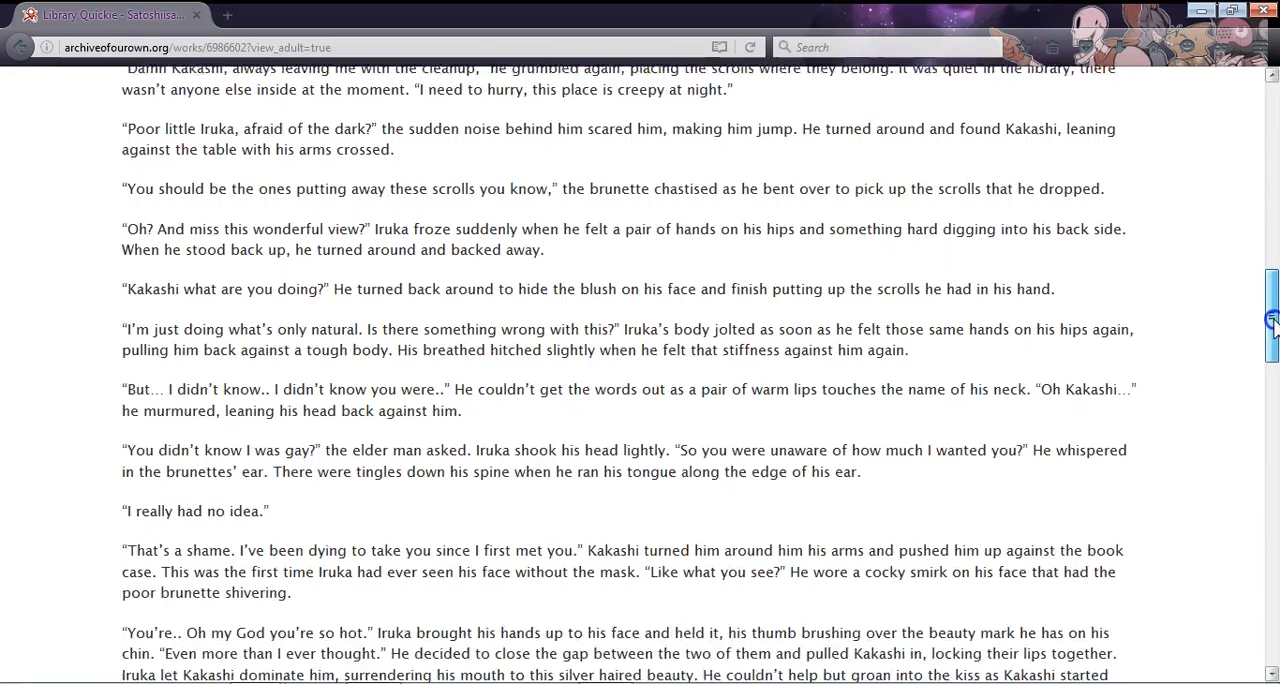 Library Quickie - Satoshiisa...
archiveofourown.org/works/6986602?view_adult=true
Search
"Damn Kakashi, always leaving me with the cleanup," he grumbled again, placing the scrolls where they belong. It was quiet in the library, there
wasn't anyone else inside at the moment. "I need to hurry, this place is creepy at night."
"Poor little Iruka, afraid of the dark?" the sudden noise behind him scared him, making him jump. He turned around and found Kakashi, leaning
against the table with his arms crossed.
"You should be the ones putting away these scrolls you know," the brunette chastised as he bent over to pick up the scrolls that he dropped.
"Oh? And miss this wonderful view?" Iruka froze suddenly when he felt a pair of hands on his hips and something hard digging into his back side.
When he stood back up, he turned around and backed away.
"Kakashi what are you doing?" He turned back around to hide the blush on his face and finish putting up the scrolls he had in his hand.
"I'm just doing what's only natural. Is there something wrong with this?" Iruka's body jolted as soon as he felt those same hands on his hips again,
pulling him back against a tough body. His breathed hitched slightly when he felt that stiffness against him again.
"But… I didn't know.. I didn't know you were.." He couldn't get the words out as a pair of warm lips touches the name of his neck. "Oh Kakashi…"
he murmured, leaning his head back against him.
"You didn't know I was gay?" the elder man asked. Iruka shook his head lightly. "So you were unaware of how much I wanted you?" He whispered
in the brunettes' ear. There were tingles down his spine when he ran his tongue along the edge of his ear.
"I really had no idea."
"That's a shame. I've been dying to take you since I first met you." Kakashi turned him around him his arms and pushed him up against the book
case. This was the first time Iruka had ever seen his face without the mask. "Like what you see?" He wore a cocky smirk on his face that had the
poor brunette shivering.
"You're.. Oh my God you're so hot." Iruka brought his hands up to his face and held it, his thumb brushing over the beauty mark he has on his
chin. "Even more than I ever thought." He decided to close the gap between the two of them and pulled Kakashi in, locking their lips together.
Iruka let Kakashi dominate him, surrendering his mouth to this silver haired beauty. He couldn't help but groan into the kiss as Kakashi started